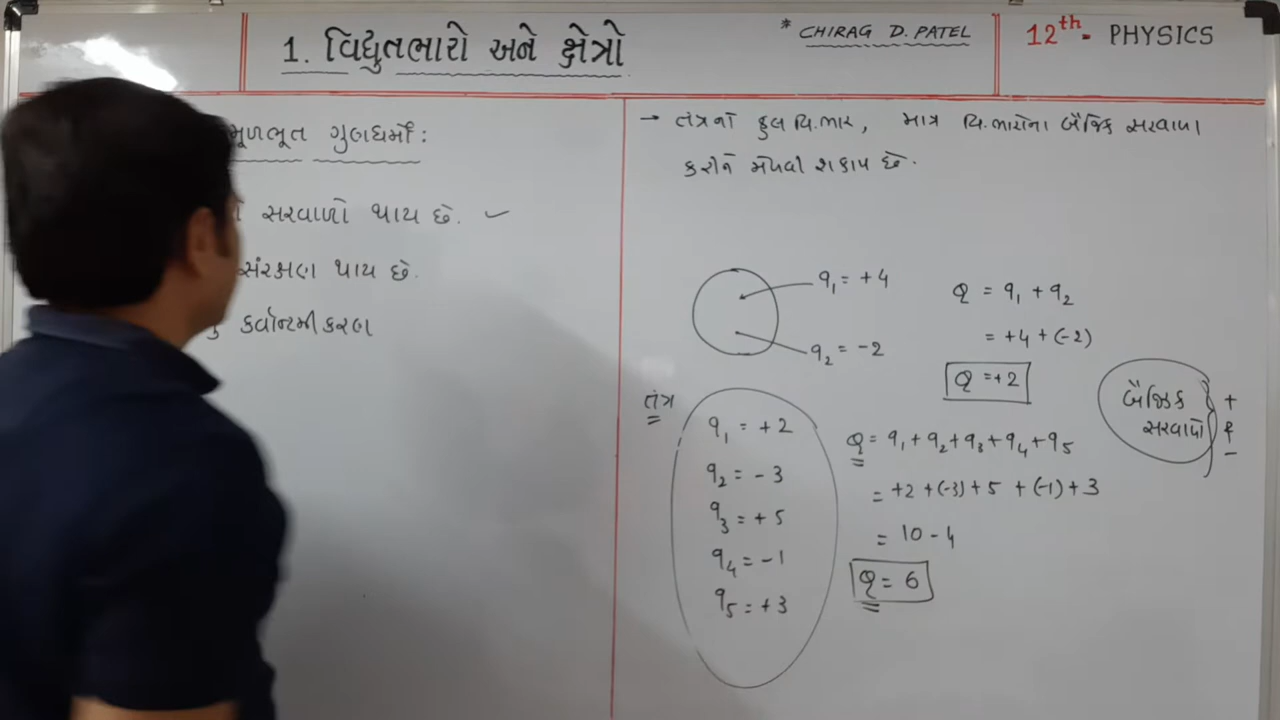 1. વિદ્યુતભારો અને ક્ષેત્રો
* CHIRAG D. PATEL
12th - PHYSICS
મૂળભૂત ગુણધર્મો :
સરવાળો થાય છે. ✓
સંરક્ષણ થાય છે.
ક્વૉન્ટમીકરણ
→ તંત્રનો કુલ વિ.ભાર, માત્ર વિ.ભારોના બૈજિક સરવાળા
કરીને મેળવી શકાય છે.
q₁ = +4
q₂ = -2
Q = q₁ + q₂
= +4 + (-2)
Q = +2
બૈજિક
સરવાળો
+
-
તંત્ર
q₁ = +2
q₂ = -3
q₃ = +5
q₄ = -1
q₅ = +3
Q = q₁ + q₂ + q₃ + q₄ + q₅
= +2 + (-3) + 5 + (-1) + 3
= 10 - 4
Q = 6